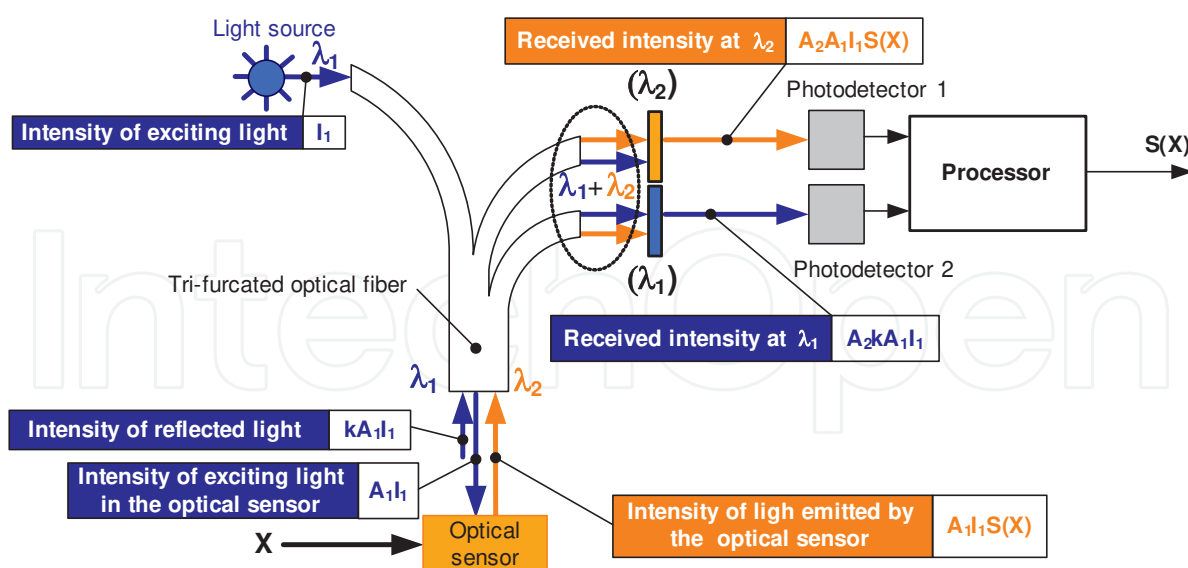 Light source
λ₁
Intensity of exciting light I₁
Received intensity at λ₂ A₂A₁I₁S(X)
(λ₂)
Photodetector 1
λ₁+λ₂
Processor
S(X)
(λ₁)
Photodetector 2
Tri-furcated optical fiber
Received intensity at λ₁ A₂kA₁I₁
λ₁
λ₂
Intensity of reflected light kA₁I₁
Intensity of exciting light
in the optical sensor
A₁I₁
Intensity of ligh emitted by
the optical sensor
A₁I₁S(X)
X
Optical
sensor
IntechOpen